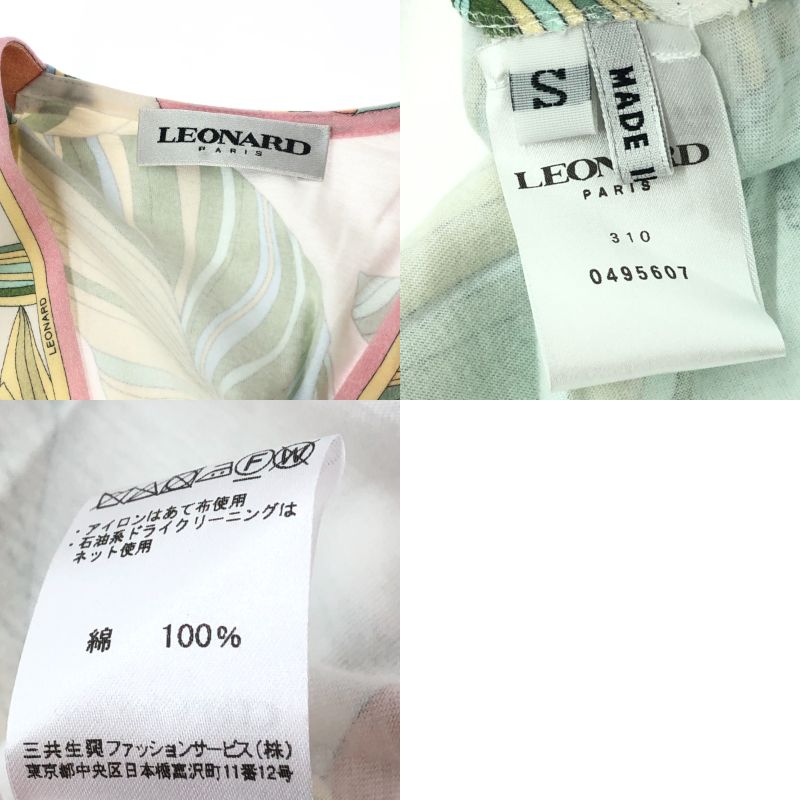 LEONARD
PARIS
LEONARD
S
MADE I
LEONARD
PARIS
310
0495607
・アイロンはあて布使用
・石油系ドライクリーニングは
ネット使用
綿 100%
三共生興ファッションサービス(株)
東京都中央区日本橋富沢町11番12号